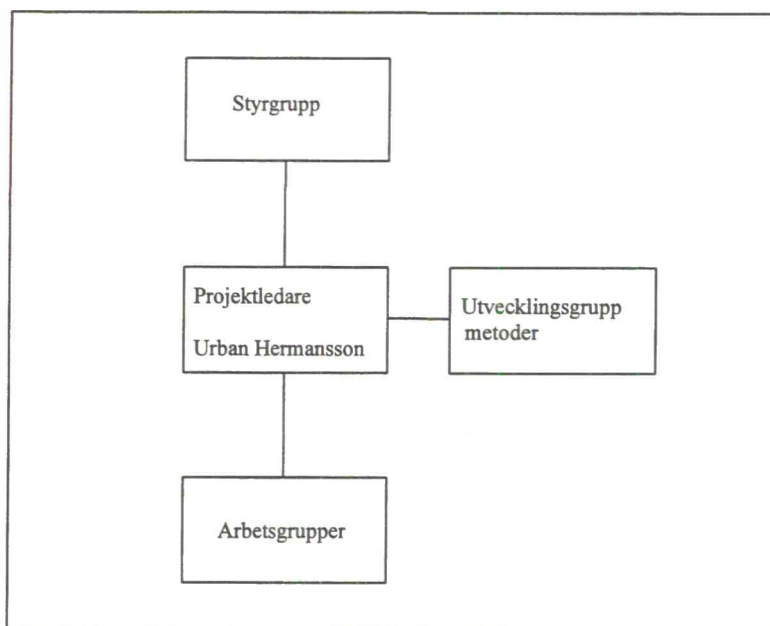 Styrgrupp
Projektledare
Urban Hermansson
Utvecklingsgrupp
metoder
Arbetsgrupper